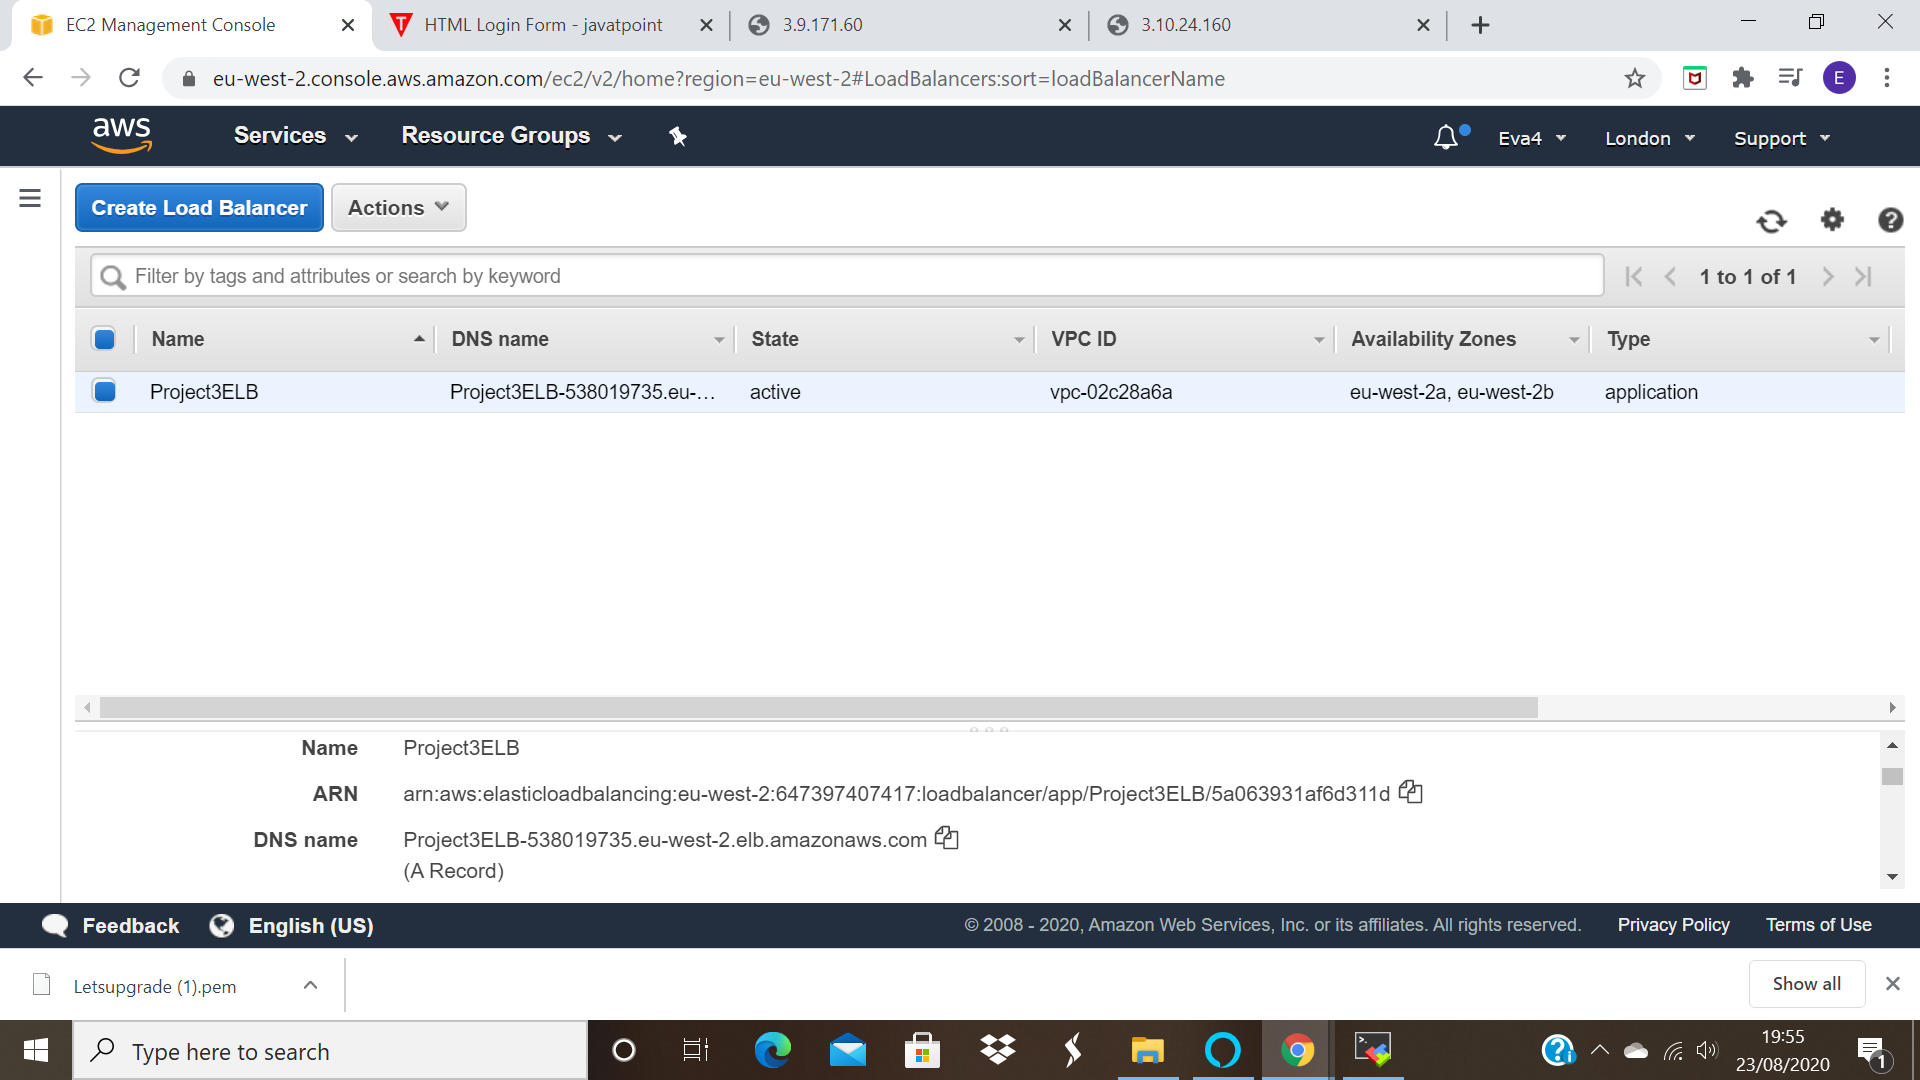 EC2 Management Console
HTML Login Form - javatpoint
3.9.171.60
3.10.24.160
eu-west-2.console.aws.amazon.com/ec2/v2/home?region=eu-west-2#LoadBalancers:sort=loadBalancerName
E
aws
Services
Resource Groups
Eva4
London
Support
Create Load Balancer
Actions
Filter by tags and attributes or search by keyword
1 to 1 of 1
Name
DNS name
State
VPC ID
Availability Zones
Type
Project3ELB
Project3ELB-538019735.eu-...
active
vpc-02c28a6a
eu-west-2a, eu-west-2b
application
Name
Project3ELB
ARN
arn:aws:elasticloadbalancing:eu-west-2:647397407417:loadbalancer/app/Project3ELB/5a063931af6d311d
DNS name
Project3ELB-538019735.eu-west-2.elb.amazonaws.com
(A Record)
Feedback
English (US)
© 2008 - 2020, Amazon Web Services, Inc. or its affiliates. All rights reserved.
Privacy Policy
Terms of Use
Letsupgrade (1).pem
Show all
Type here to search
19:55
23/08/2020
1